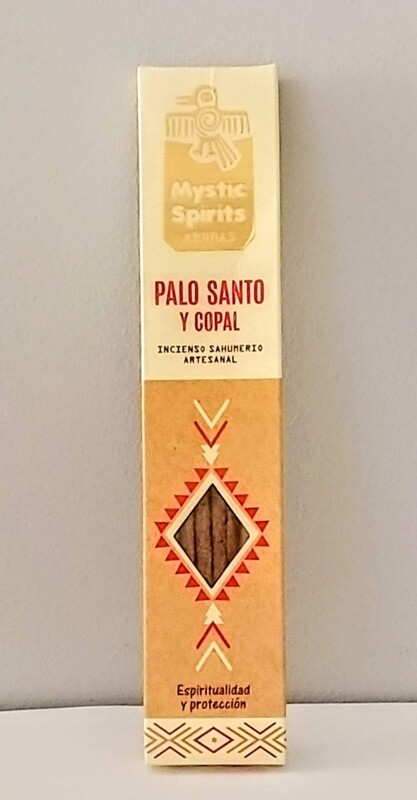 Mystic
Spirits
PALO SANTO
Y COPAL
INCIENSO SAHUMERIO
ARTESANAL
Espiritualidad
y protección